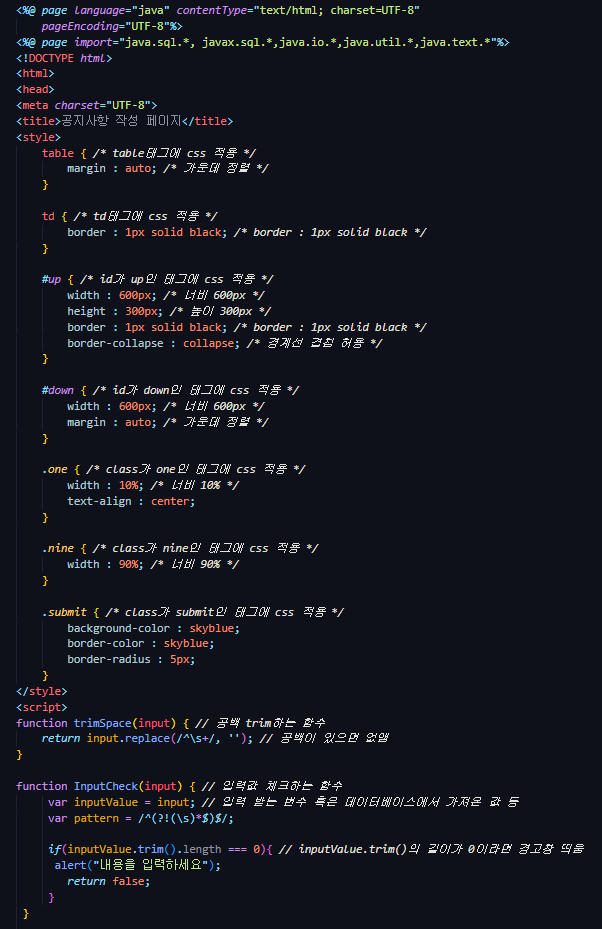 <%@ page language="java" contentType="text/html; charset=UTF-8"
    pageEncoding="UTF-8"%>
<%@ page import="java.sql.*, javax.sql.*,java.io.*,java.util.*,java.text.*"%>
<!DOCTYPE html>
<html>
<head>
<meta charset="UTF-8">
<title>공지사항 작성 페이지</title>
<style>
    table { /* table태그에 css 적용 */
        margin : auto; /* 가운데 정렬 */
    }

    td { /* td태그에 css 적용 */
        border : 1px solid black; /* border : 1px solid black */
    }

    #up { /* id가 up인 태그에 css 적용 */
        width : 600px; /* 너비 600px */
        height : 300px; /* 높이 300px */
        border : 1px solid black; /* border : 1px solid black */
        border-collapse : collapse; /* 경계선 겹침 허용 */
    }

    #down { /* id가 down인 태그에 css 적용 */
        width : 600px; /* 너비 600px */
        margin : auto; /* 가운데 정렬 */
    }

    .one { /* class가 one인 태그에 css 적용 */
        width : 10%; /* 너비 10% */
        text-align : center;
    }

    .nine { /* class가 nine인 태그에 css 적용 */
        width : 90%; /* 너비 90% */
    }

    .submit { /* class가 submit인 태그에 css 적용 */
        background-color : skyblue;
        border-color : skyblue;
        border-radius : 5px;
    }
</style>
<script>
function trimSpace(input) { // 공백 trim하는 함수
    return input.replace(/^\s+/, ''); // 공백이 있으면 없앰
}

function InputCheck(input) { // 입력값 체크하는 함수
     var inputValue = input; // 입력 받는 변수 혹은 데이터베이스에서 가져온 값 등
     var pattern = /^(?!(\s)*$)$/;

     if(inputValue.trim().length === 0){ // inputValue.trim()의 길이가 0이라면 경고창 띄움
      alert("내용을 입력하세요");
        return false;
     }
 }